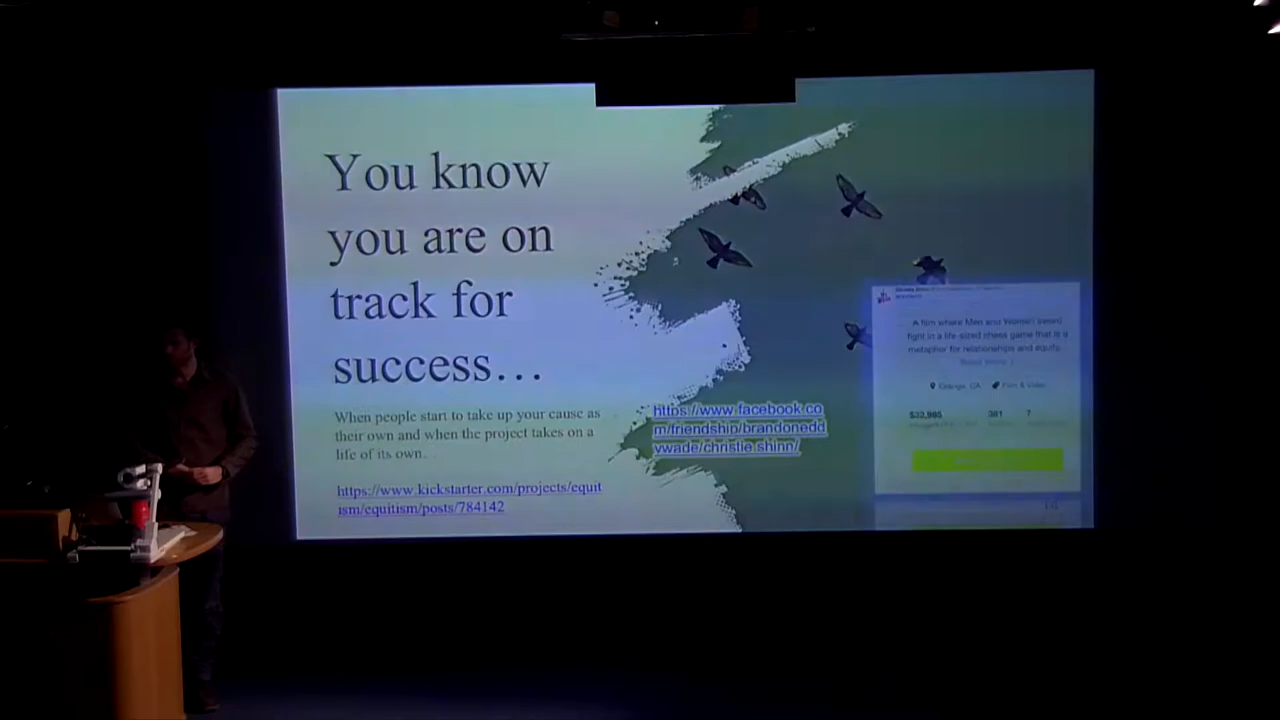 You know
you are on
track for
success…
When people start to take up your cause as
their own and when the project takes on a
life of its own.
https://www.kickstarter.com/projects/equit
ism/equitism/posts/784142
https://www.facebook.co
m/friendship/brandonedd
ywade/christie.shinn/
A film where Men and Women sword
fight in a life-sized chess game that is a
metaphor for relationships and equity.
Read more
Orange, CA Film & Video
$32,985 381 7